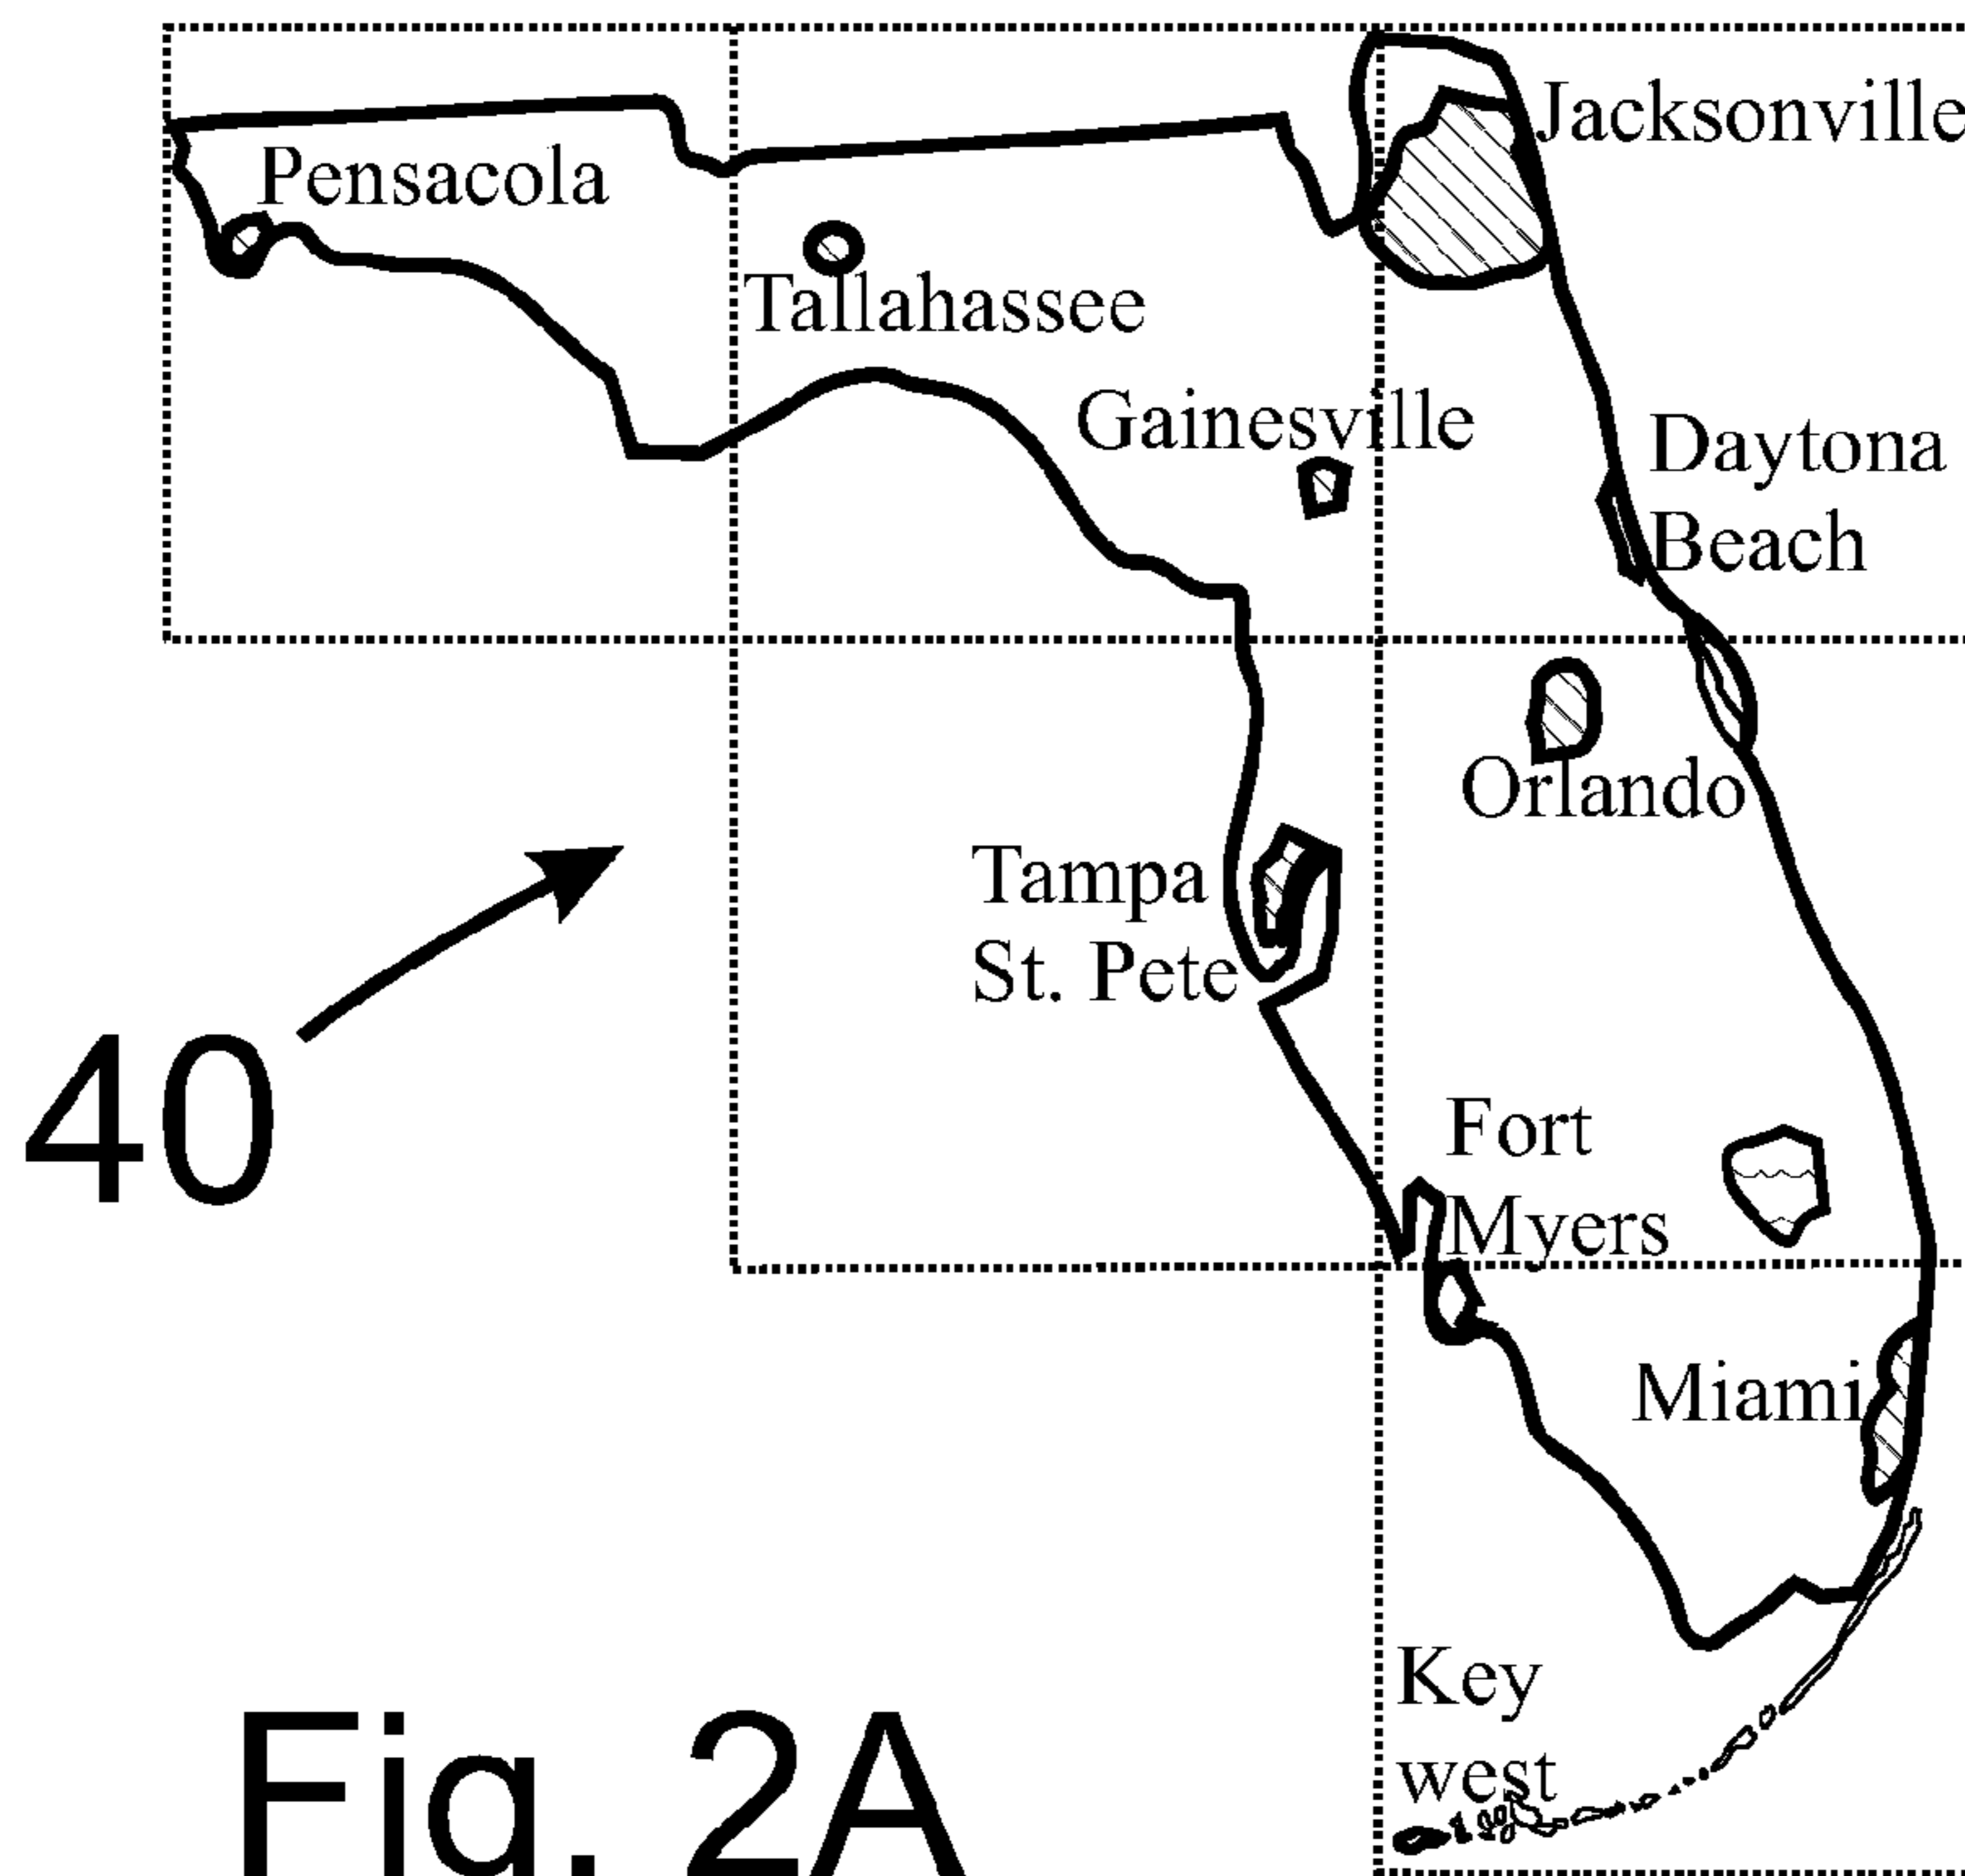 Jacksonville
Pensacola
Tallahassee
Gainesville
Daytona
Beach
Orlando
Tampa
St. Pete
40
Fort
Myers
Miami
Key
west
Fig. 2A